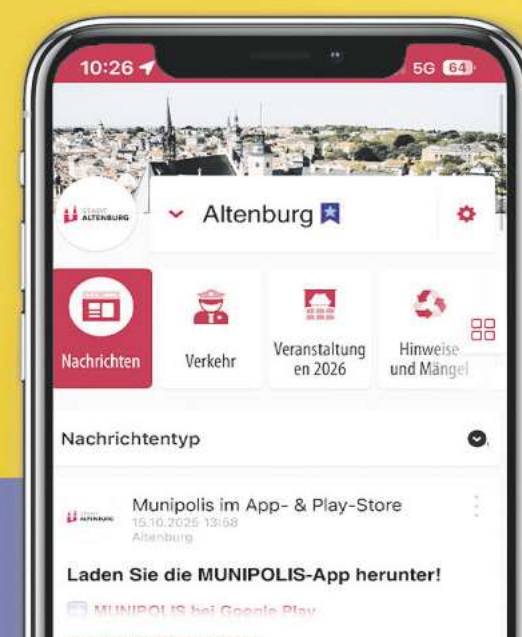 10:26
5G 64
STADT
ALTENBURG
Altenburg
Nachrichten
Verkehr
Veranstaltung
en 2026
Hinweise
und Mängel
Nachrichtentyp
ALTENBURG
Munipolis im App- & Play-Store
15.10.2025 13:58
Altenburg
Laden Sie die MUNIPOLIS-App herunter!
MUNIPOLIS bei Google Play